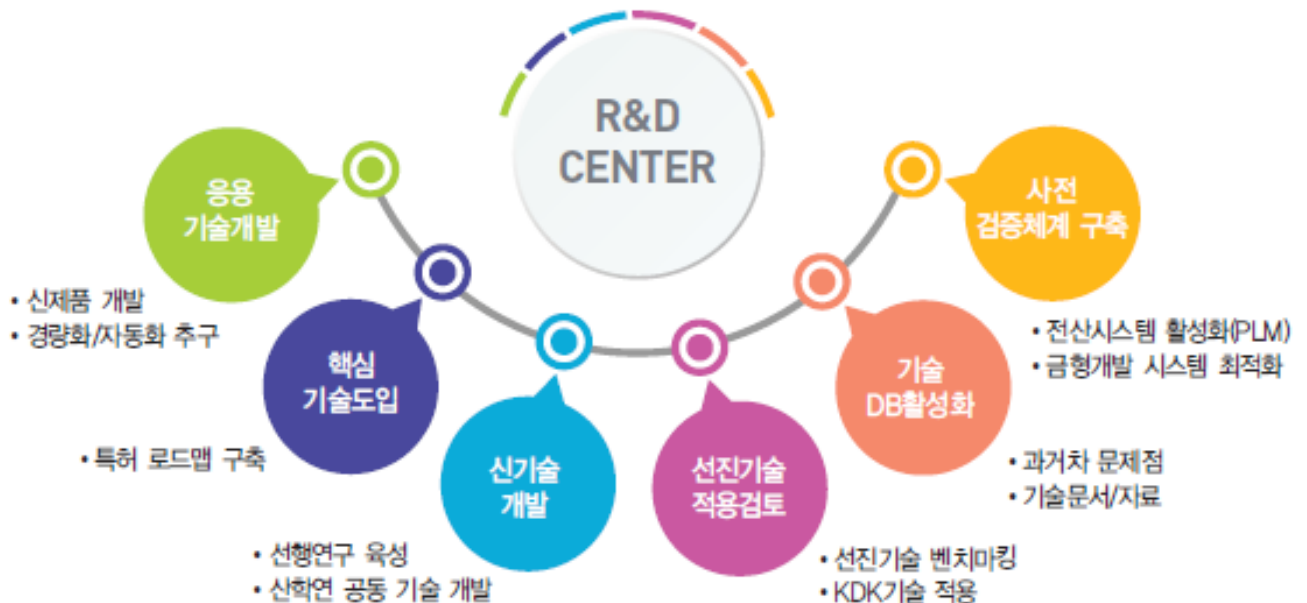 R&D
CENTER
응용
기술개발
• 신제품 개발
• 경량화/자동화 추구
핵심
기술도입
• 특허 로드맵 구축
신기술
개발
• 선행연구 육성
• 산학연 공동 기술 개발
선진기술
적용검토
• 선진기술 벤치마킹
• KDK기술 적용
기술
DB활성화
• 과거차 문제점
• 기술문서/자료
사전
검증체계 구축
• 전산시스템 활성화(PLM)
• 금형개발 시스템 최적화